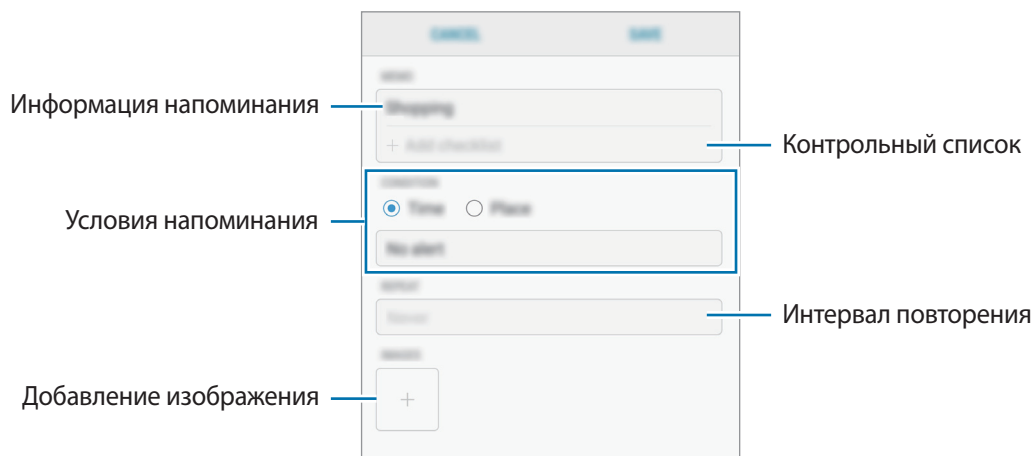 CANCEL
SAVE
MEMO
Информация напоминания
Shopping
+ Add checklist
Контрольный список
CONDITION
Условия напоминания
Time
Place
No alert
REPEAT
Never
Интервал повторения
IMAGES
Добавление изображения
+